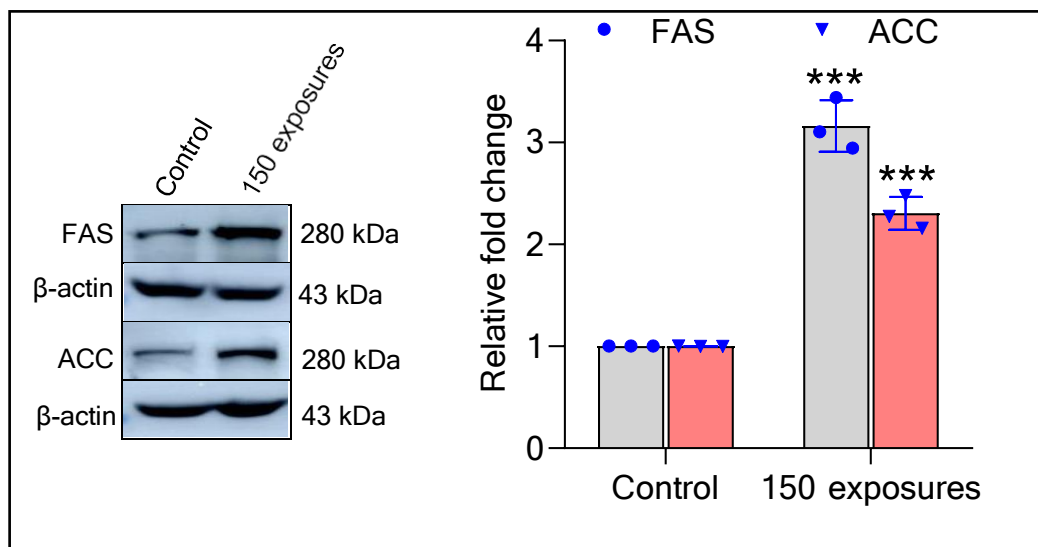 Control
150 exposures
FAS
280 kDa
β-actin
43 kDa
ACC
280 kDa
β-actin
43 kDa
FAS ACC
Relative fold change
4
3
2
1
0
***
***
Control 150 exposures